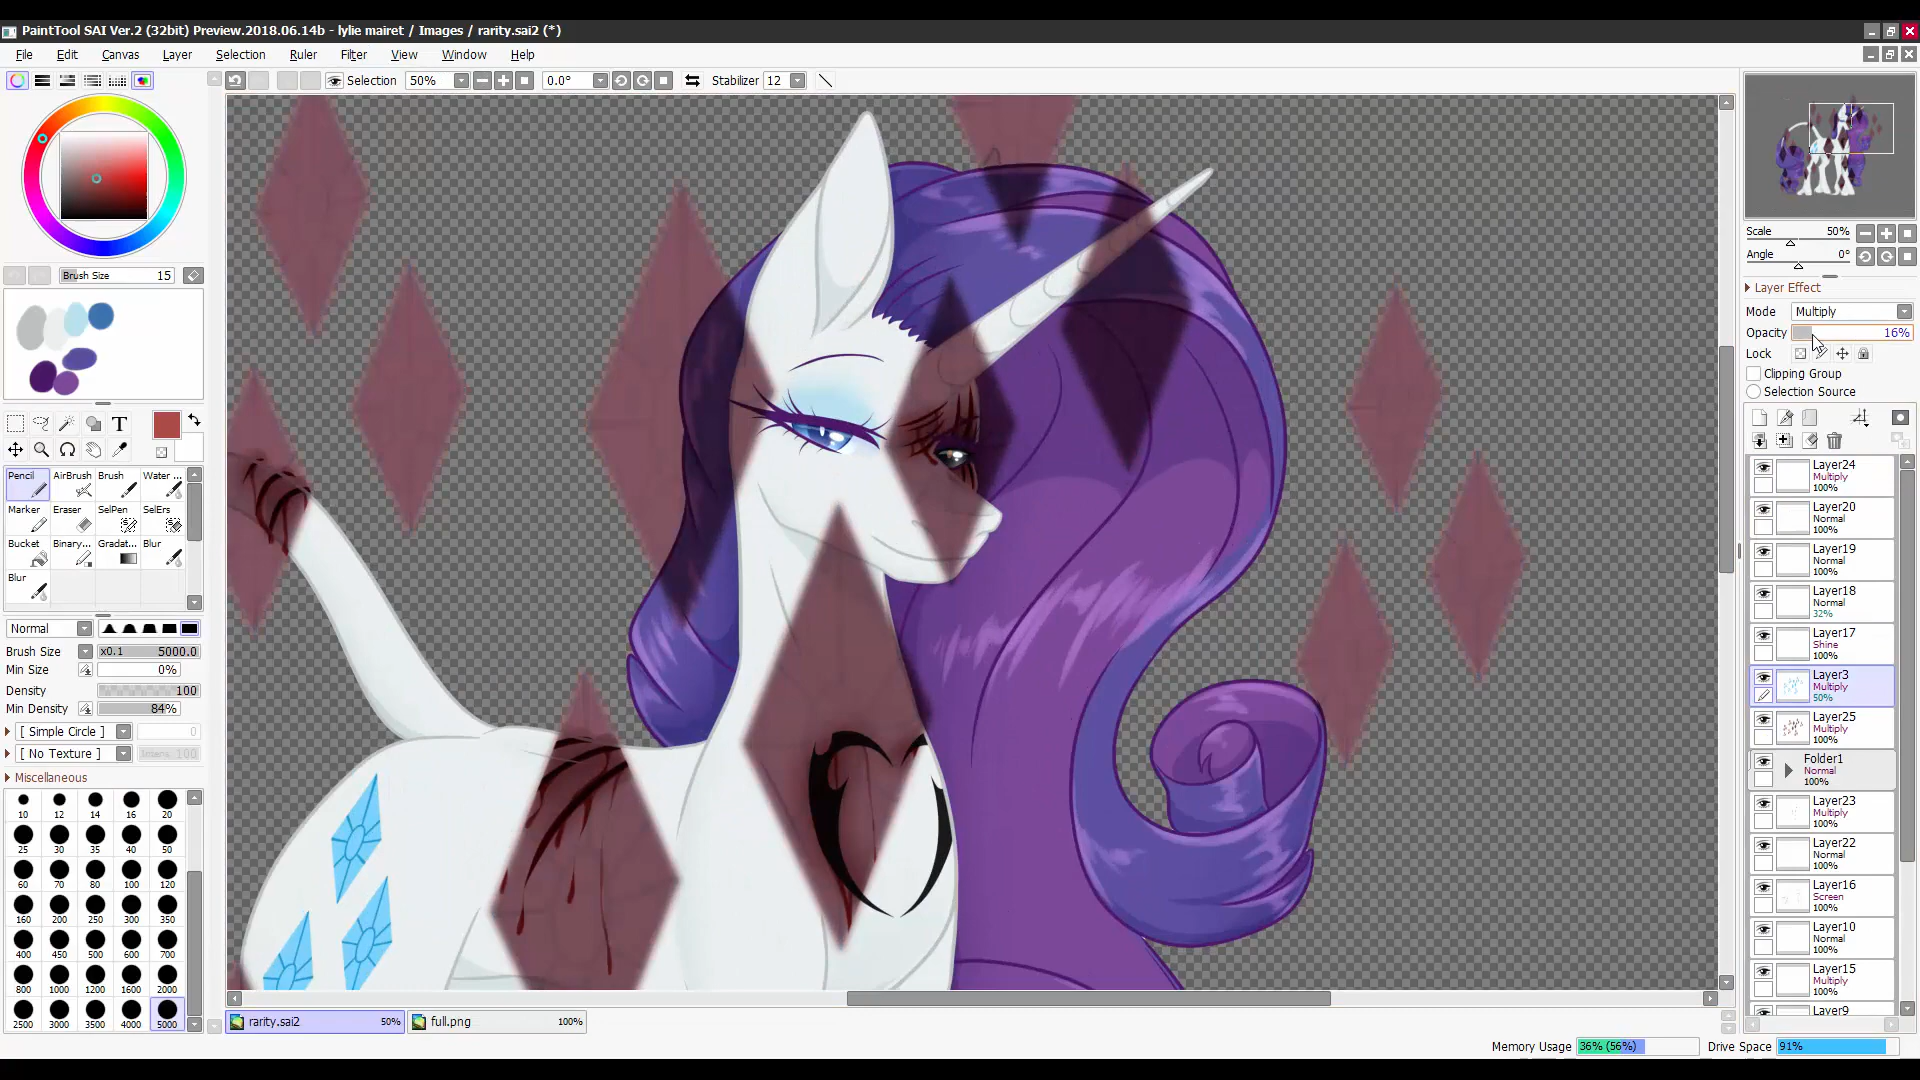 PaintTool SAI Ver.2 (32bit) Preview.2018.06.14b - lylie mairet / Images / rarity.sai2 (*)
File Edit Canvas Layer Selection Ruler Filter View Window Help
Selection 50% 0.0° Stabilizer 12
Scale 50%
Angle 0°
Brush Size 15
Layer Effect
Mode Multiply
Opacity 16%
Lock
Clipping Group
Selection Source
T
Pencil AirBrush Brush Water ...
Marker Eraser SelPen SelErs
Bucket Binary... Gradat... Blur
Blur
Normal
Brush Size x0.1 5000.0
Min Size 0%
Density 100
Min Density 84%
[ Simple Circle ] 0
[ No Texture ] 100
Miscellaneous
10 12 14 16 20
25 30 35 40 50
60 70 80 100 120
160 200 250 300 350
400 450 500 600 700
800 1000 1200 1600 2000
2500 3000 3500 4000 5000
Layer24
Multiply
100%
Layer20
Normal
100%
Layer19
Normal
100%
Layer18
Normal
32%
Layer17
Shine
100%
Layer3
Multiply
50%
Layer25
Multiply
100%
Folder1
Normal
100%
Layer23
Multiply
100%
Layer22
Normal
100%
Layer16
Screen
100%
Layer10
Normal
100%
Layer15
Multiply
100%
Layer9
rarity.sai2 50% full.png 100%
Memory Usage 36% (56%) Drive Space 91%